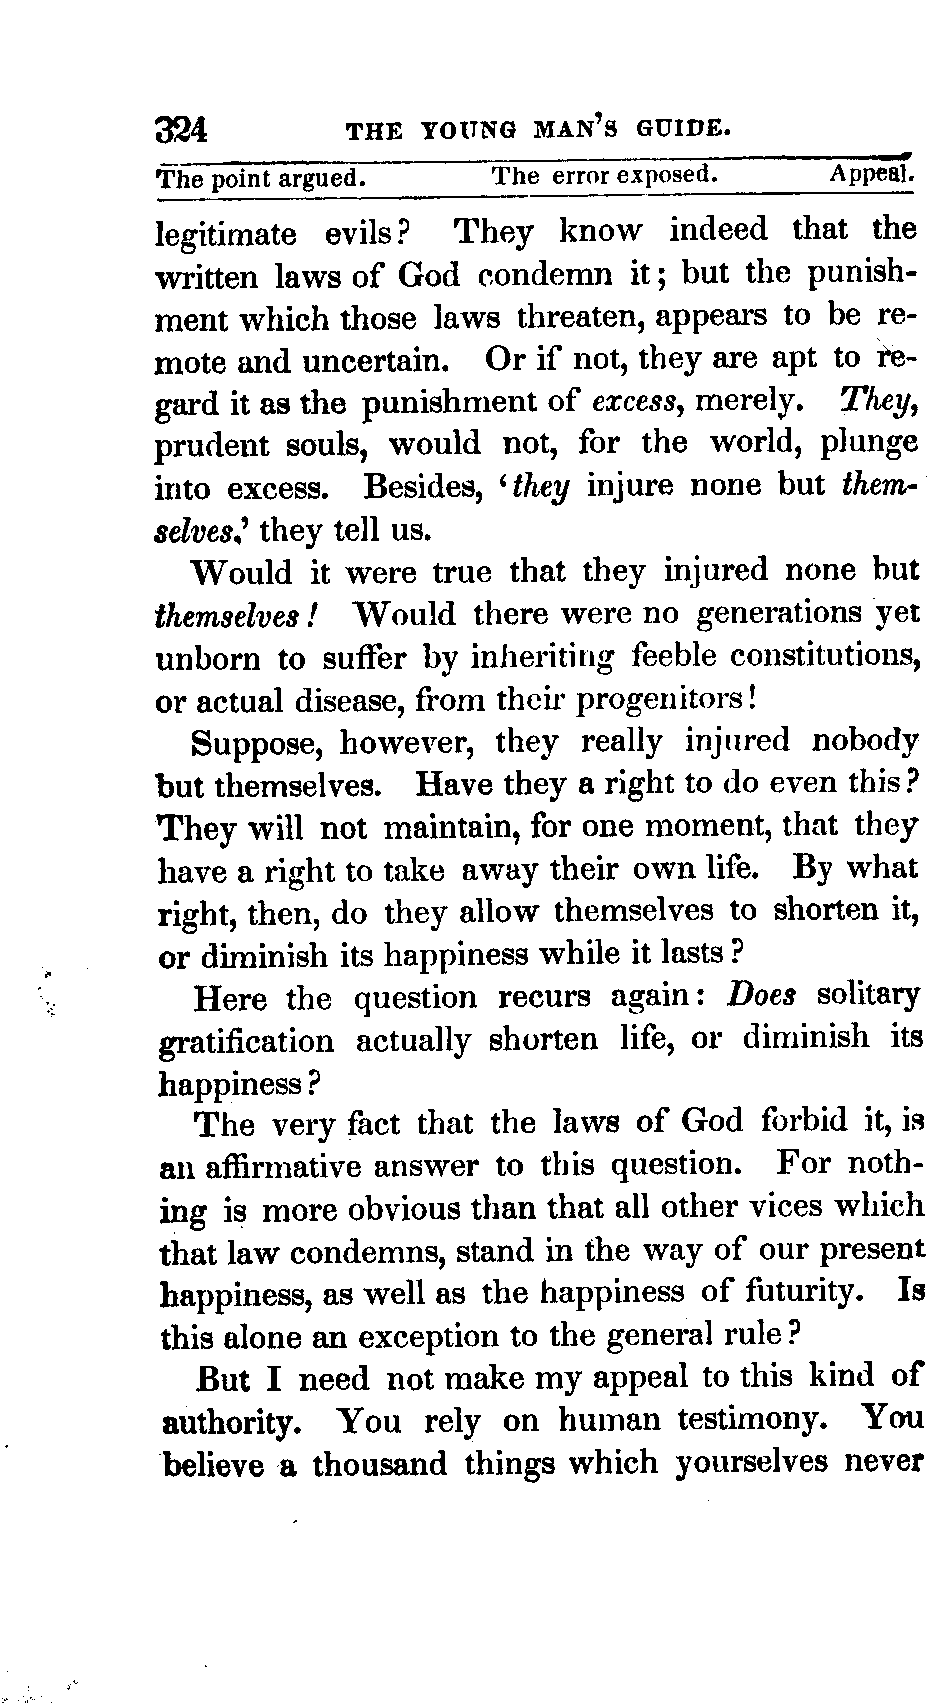 324 THE YOUNG MAN'S GUIDE.
The point argued. The error exposed. Appeal.
legitimate evils? They know indeed that the
written laws of God condemn it; but the punish-
ment which those laws threaten, appears to be re-
mote and uncertain. Or if not, they are apt to re-
gard it as the punishment of excess, merely. They,
prudent souls, would not, for the world, plunge
into excess. Besides, 'they injure none but them-
selves,' they tell us.
Would it were true that they injured none but
themselves! Would there were no generations yet
unborn to suffer by inheriting feeble constitutions,
or actual disease, from their progenitors!
Suppose, however, they really injured nobody
but themselves. Have they a right to do even this?
They will not maintain, for one moment, that they
have a right to take away their own life. By what
right, then, do they allow themselves to shorten it,
or diminish its happiness while it lasts?
Here the question recurs again: Does solitary
gratification actually shorten life, or diminish its
happiness?
The very fact that the laws of God forbid it, is
an affirmative answer to this question. For noth-
ing is more obvious than that all other vices which
that law condemns, stand in the way of our present
happiness, as well as the happiness of futurity. Is
this alone an exception to the general rule?
But I need not make my appeal to this kind of
authority. You rely on human testimony. You
believe a thousand things which yourselves never